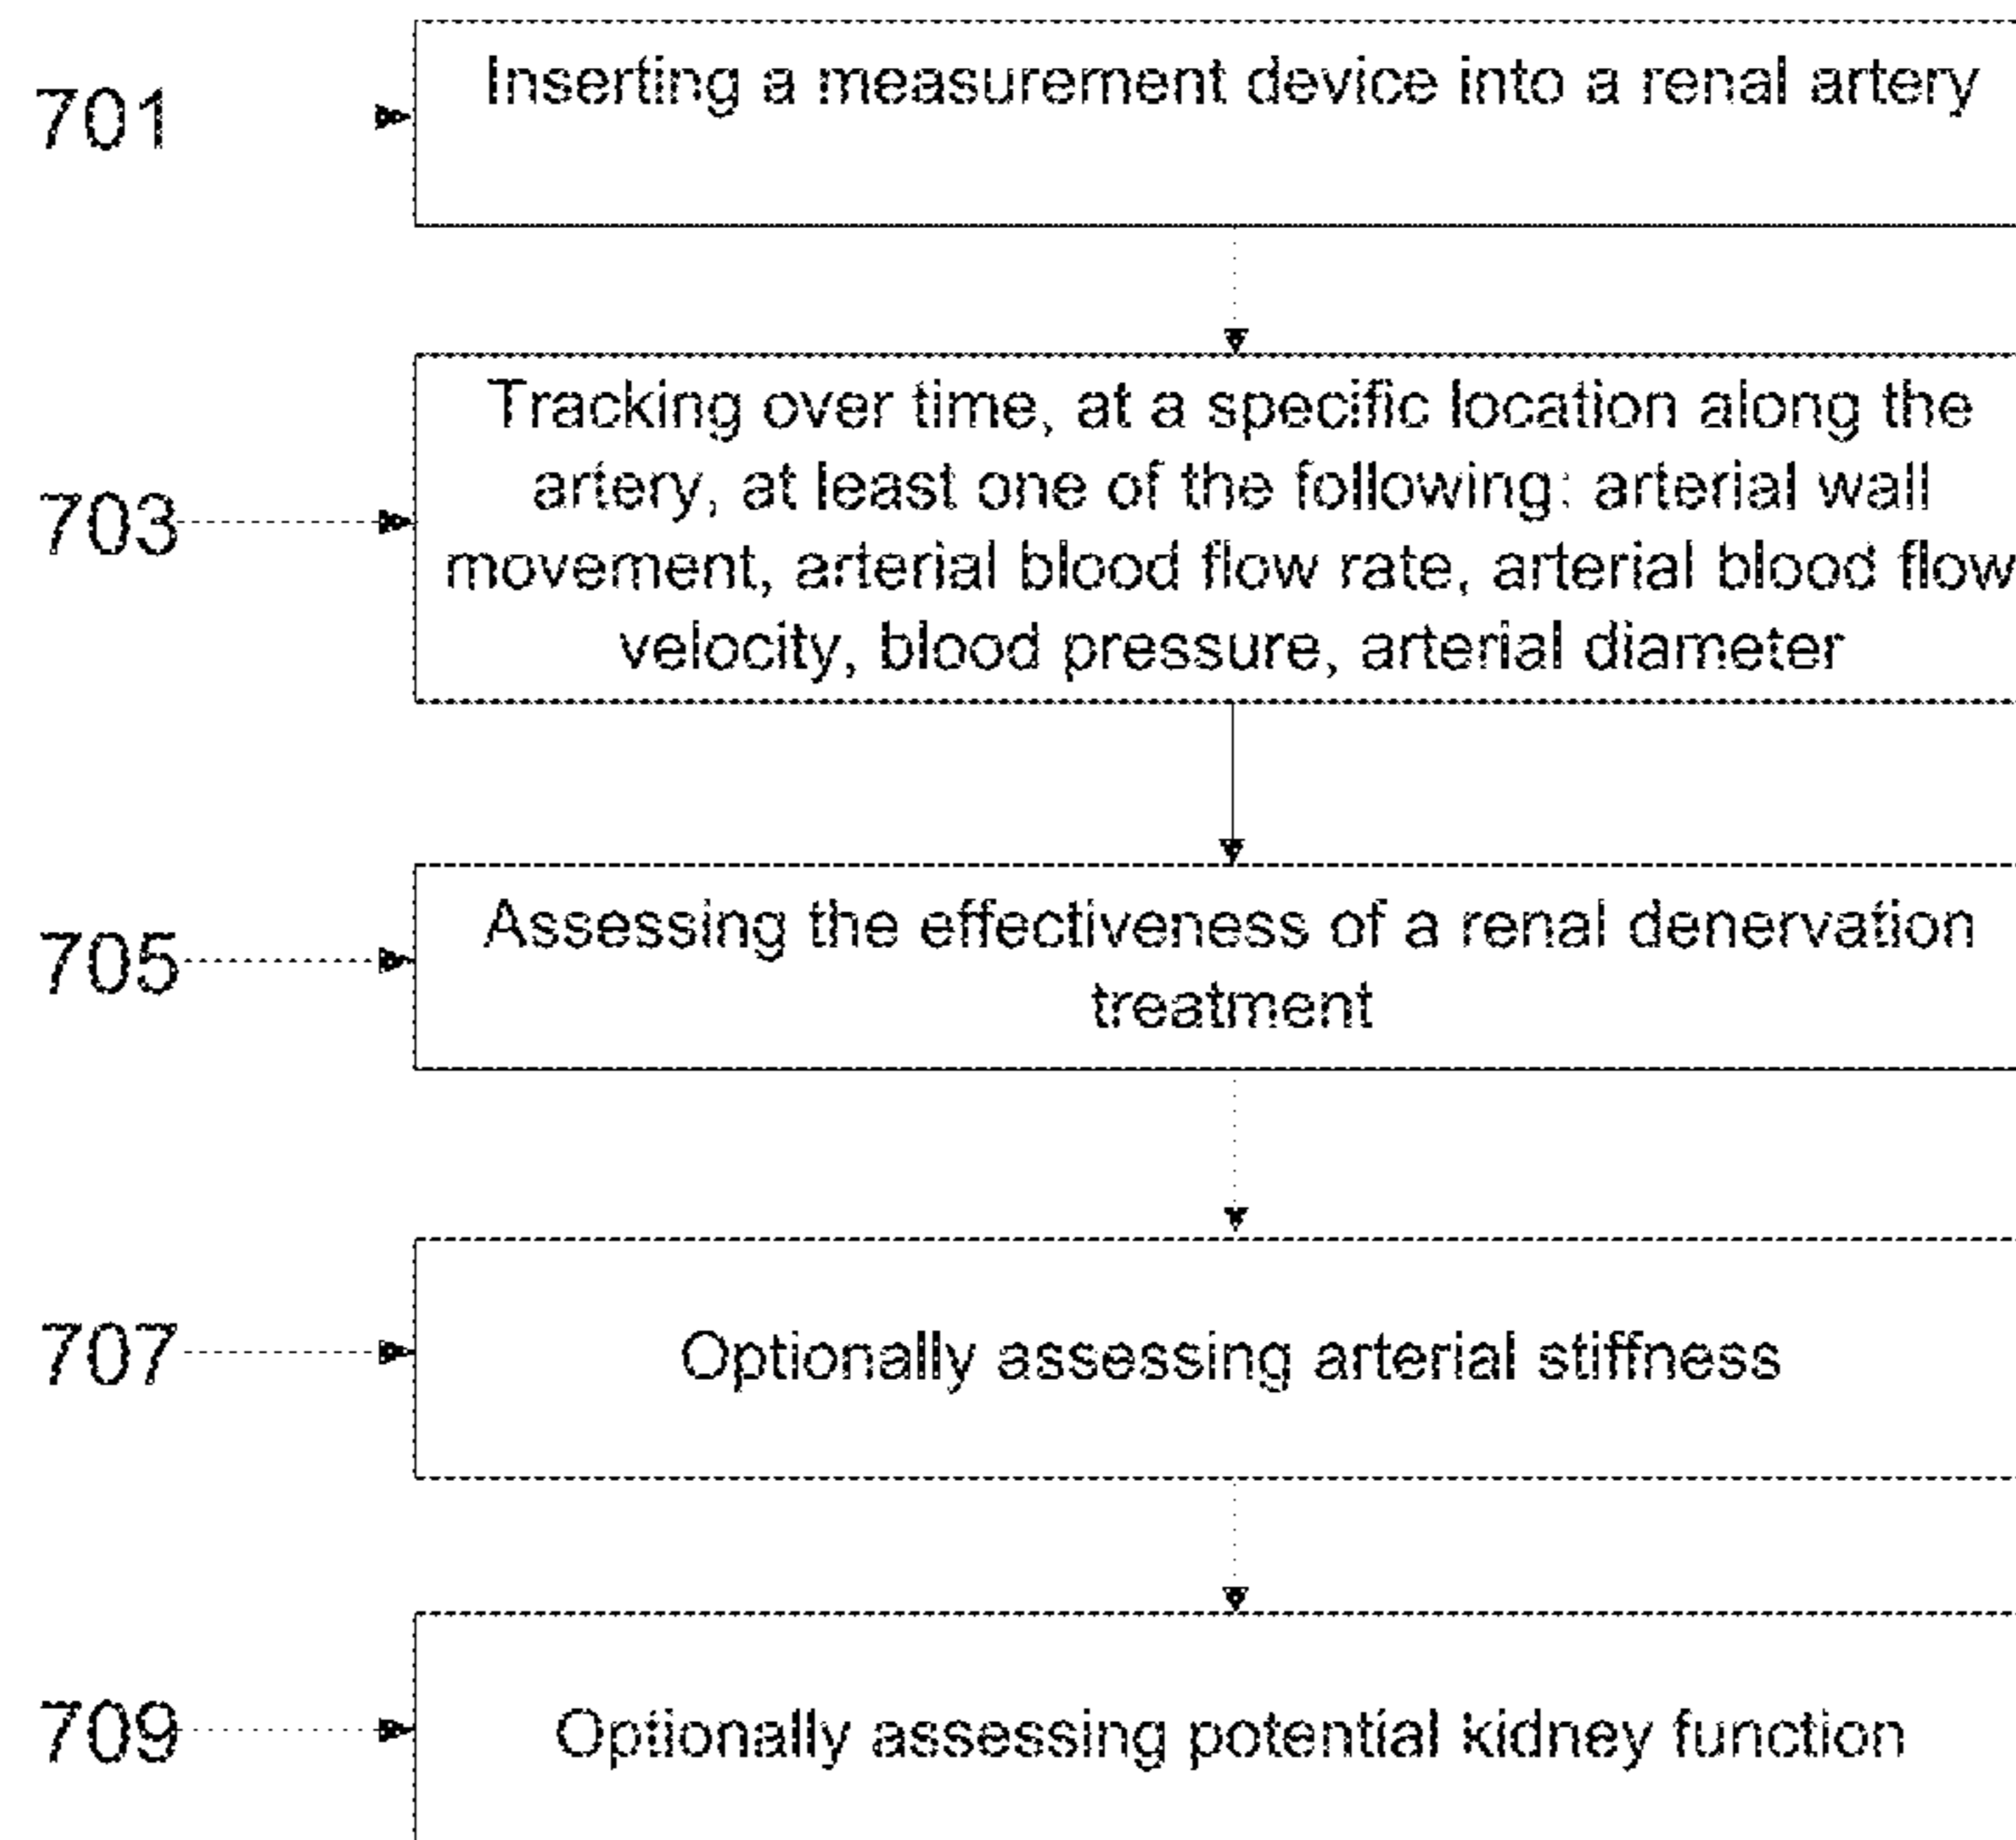 701
Inserting a measurement device into a renal artery
703
Tracking over time, at a specific location along the
artery, at least one of the following: arterial wall
movement, arterial blood flow rate, arterial blood flow
velocity, blood pressure, arterial diameter
705
Assessing the effectiveness of a renal denervation
treatment
707
Optionally assessing arterial stiffness
709
Optionally assessing potential kidney function